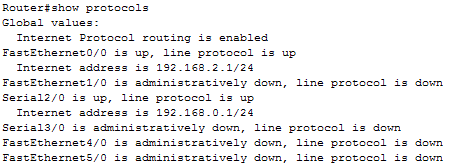 Router#show protocols
Global values:
  Internet Protocol routing is enabled
FastEthernet0/0 is up, line protocol is up
  Internet address is 192.168.2.1/24
FastEthernet1/0 is administratively down, line protocol is down
Serial2/0 is up, line protocol is up
  Internet address is 192.168.0.1/24
Serial3/0 is administratively down, line protocol is down
FastEthernet4/0 is administratively down, line protocol is down
FastEthernet5/0 is administratively down, line protocol is down